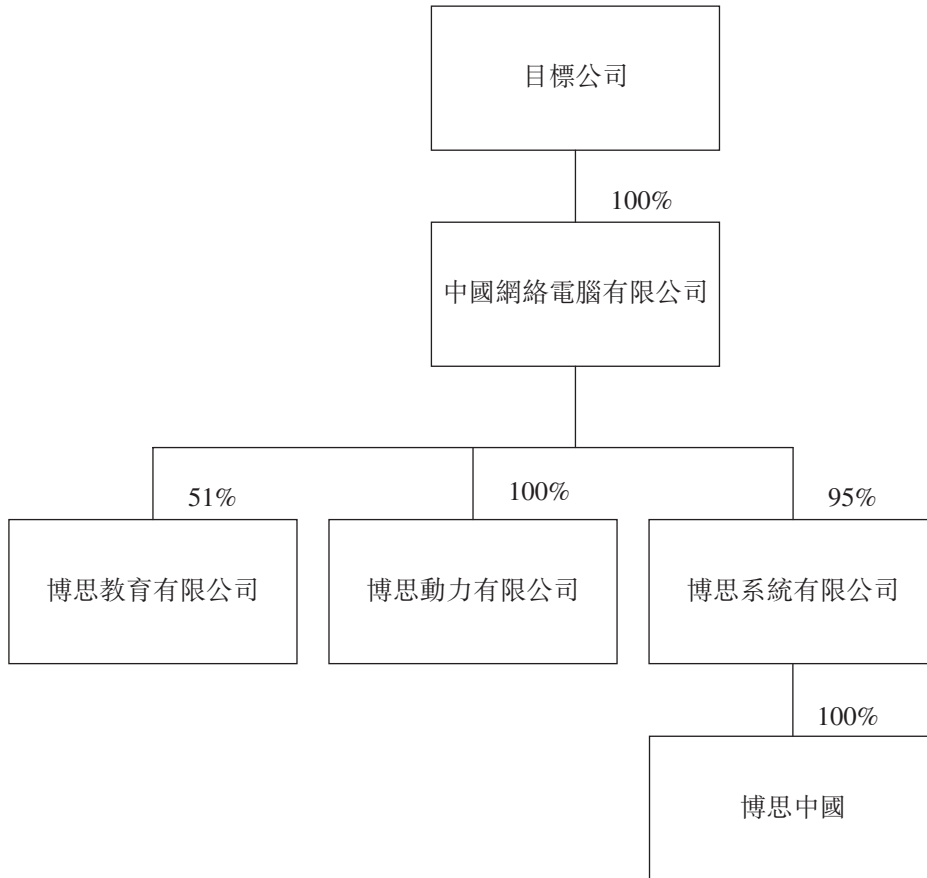 目標公司
100%
中國網絡電腦有限公司
51%
100%
95%
博思教育有限公司
博思動力有限公司
博思系統有限公司
100%
博思中國